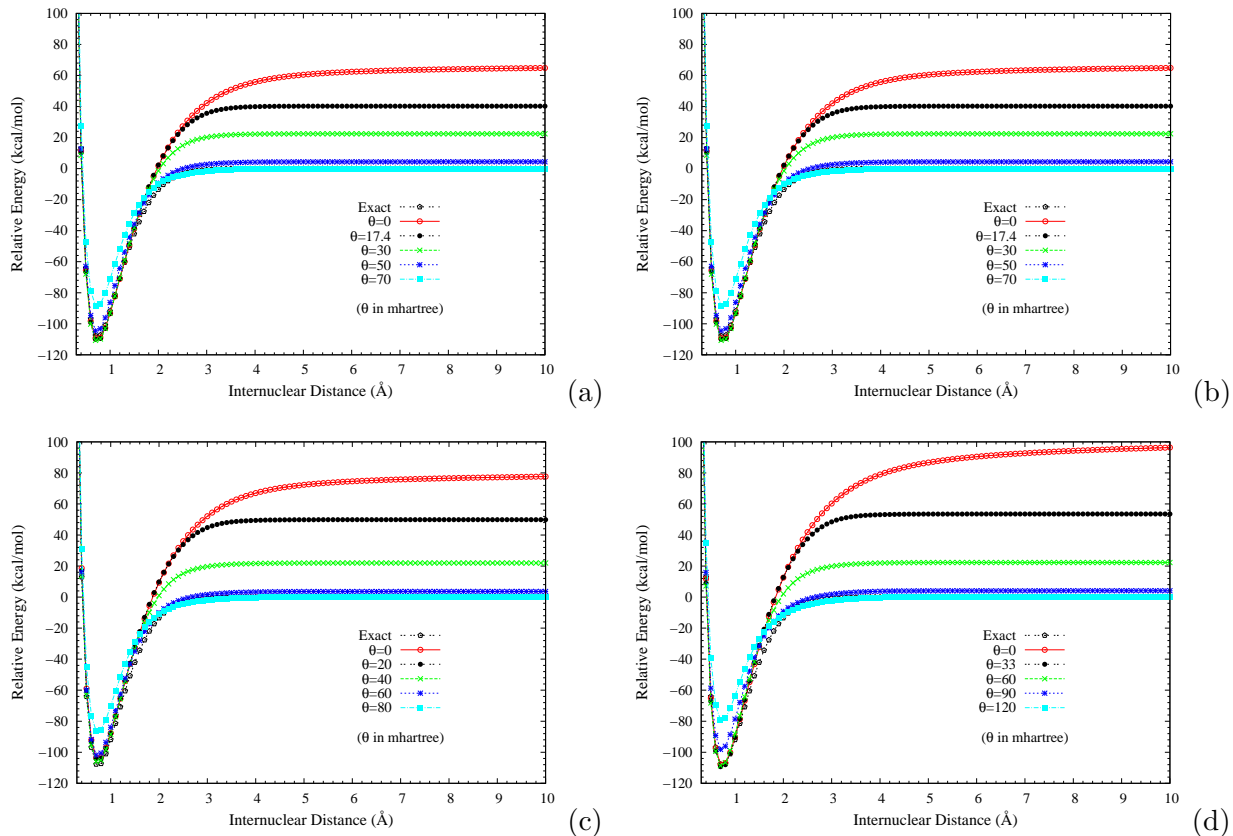 100
80
60
40
20
0
−20
−40
−60
−80
−100
−120
Relative Energy (kcal/mol)
Exact
θ=0
θ=17.4
θ=30
θ=50
θ=70
(θ in mhartree)
1 2 3 4 5 6 7 8 9 10
Internuclear Distance (Å)
(a)
100
80
60
40
20
0
−20
−40
−60
−80
−100
−120
Relative Energy (kcal/mol)
Exact
θ=0
θ=17.4
θ=30
θ=50
θ=70
(θ in mhartree)
1 2 3 4 5 6 7 8 9 10
Internuclear Distance (Å)
(b)
100
80
60
40
20
0
−20
−40
−60
−80
−100
−120
Relative Energy (kcal/mol)
Exact
θ=0
θ=20
θ=40
θ=60
θ=80
(θ in mhartree)
1 2 3 4 5 6 7 8 9 10
Internuclear Distance (Å)
(c)
100
80
60
40
20
0
−20
−40
−60
−80
−100
−120
Relative Energy (kcal/mol)
Exact
θ=0
θ=33
θ=60
θ=90
θ=120
(θ in mhartree)
1 2 3 4 5 6 7 8 9 10
Internuclear Distance (Å)
(d)